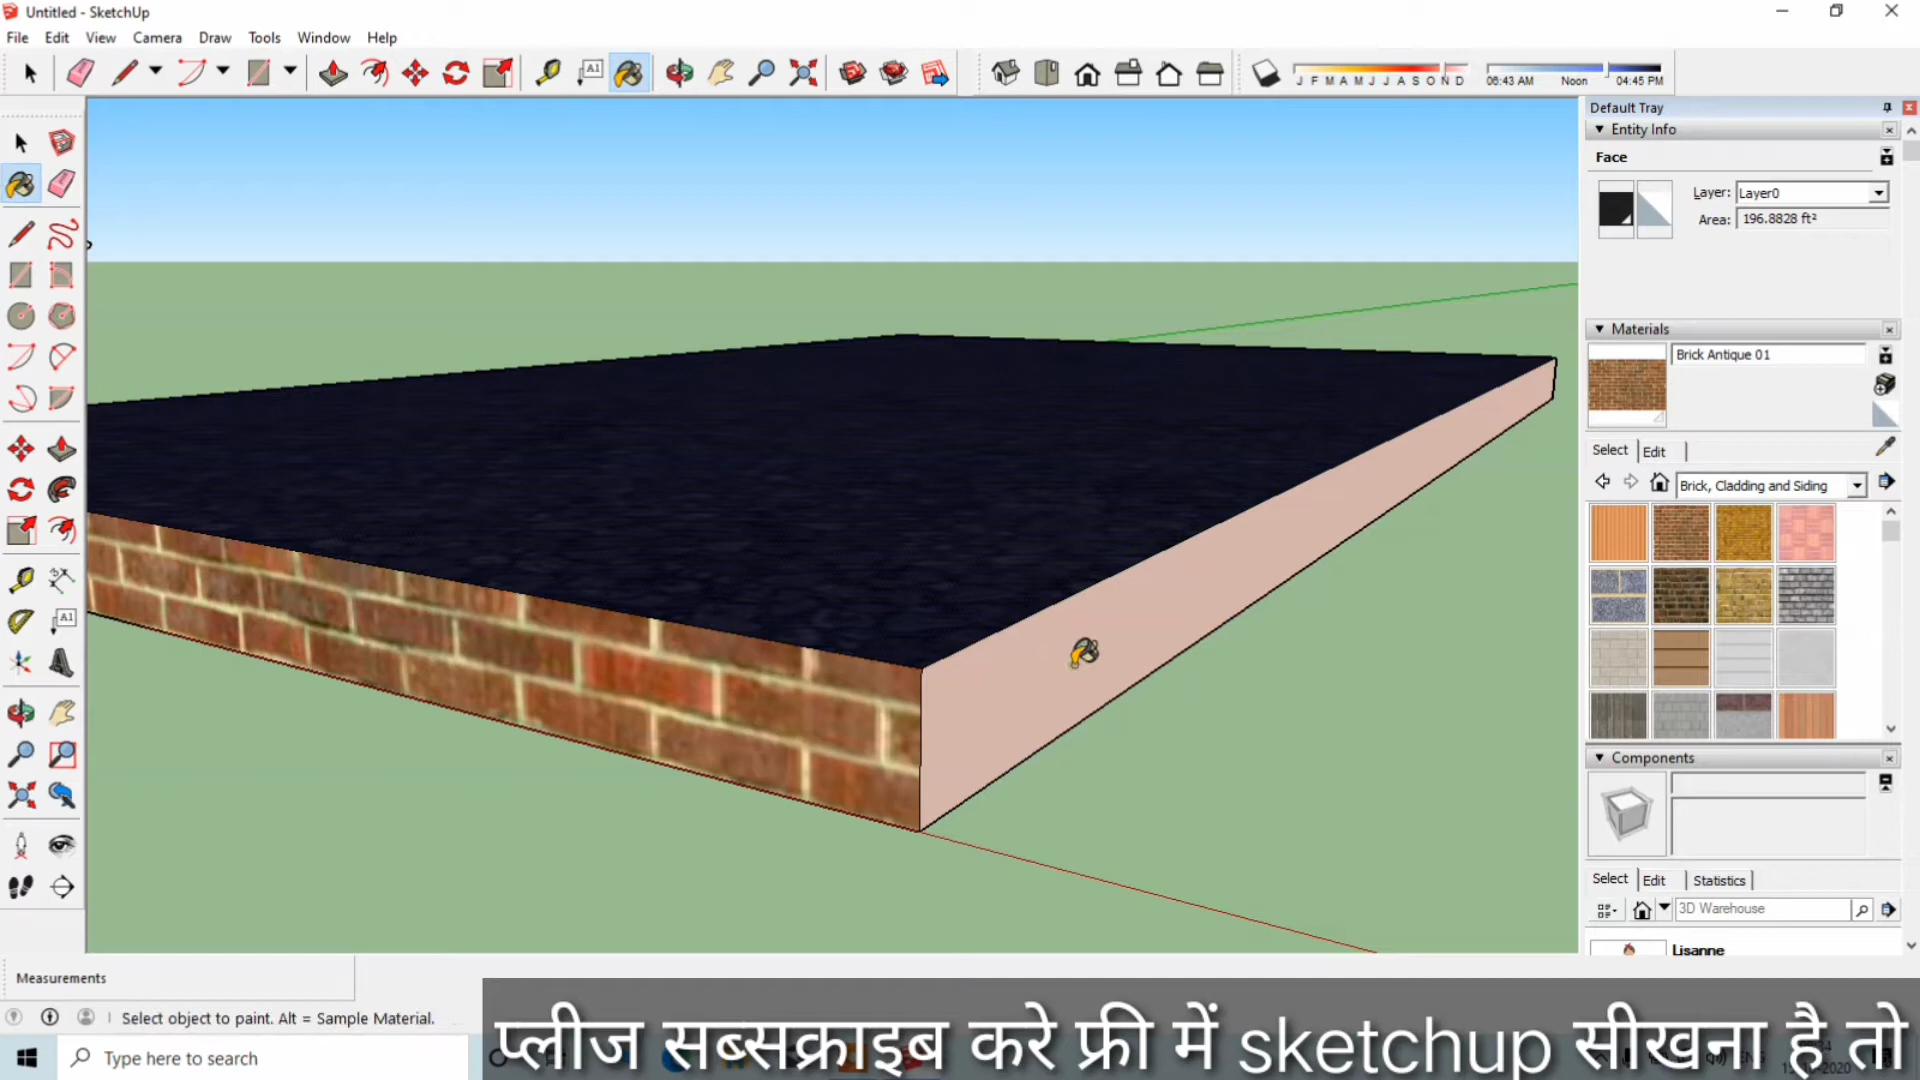 Untitled - SketchUp
File Edit View Camera Draw Tools Window Help
A1
J F M A M J J A S O N D
06:43 AM Noon 04:45 PM
Default Tray
Entity Info
Face
Layer: Layer0
Area: 196.8828 ft²
Materials
Brick Antique 01
Select Edit
Brick, Cladding and Siding
A1
Components
Select Edit Statistics
3D Warehouse
Lisanne
Measurements
Select object to paint. Alt = Sample Material.
Type here to search
प्लीज सब्सक्राइब करे फ्री में sketchup सीखना है तो